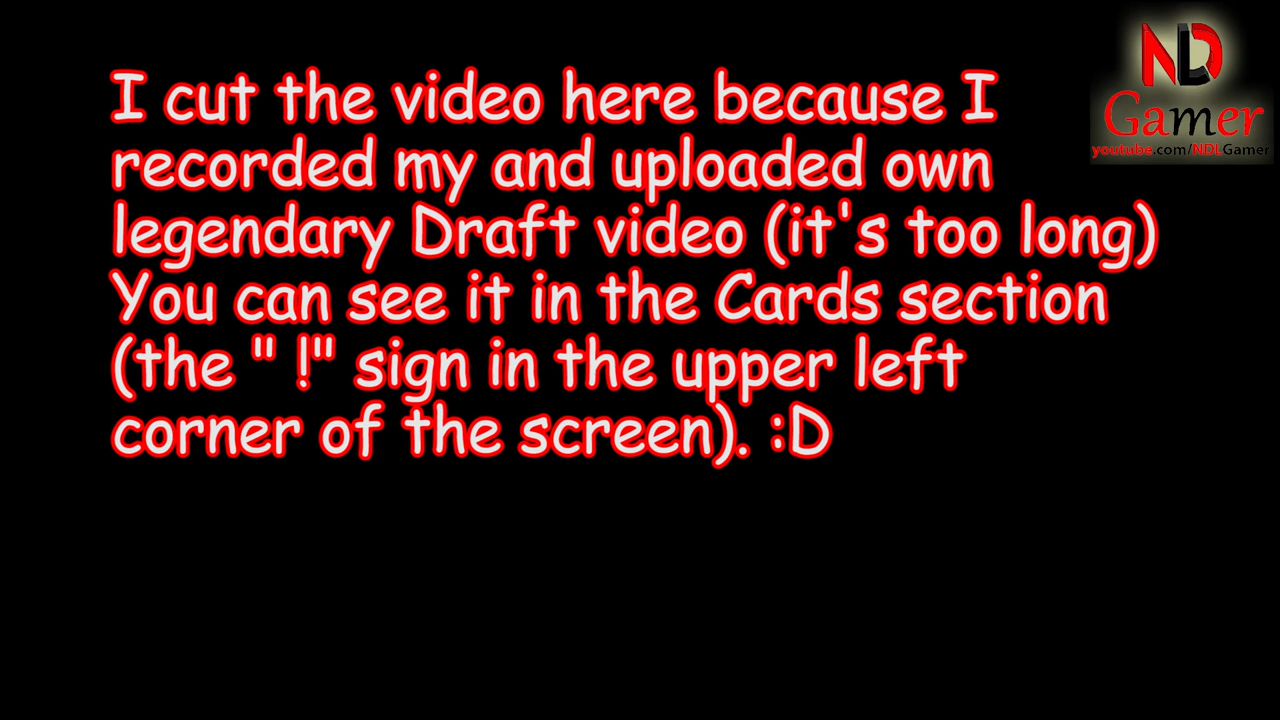 I cut the video here because I
recorded my and uploaded own
legendary Draft video (it's too long)
You can see it in the Cards section
(the " !" sign in the upper left
corner of the screen). :D
NDL
Gamer
youtube.com/NDLGamer